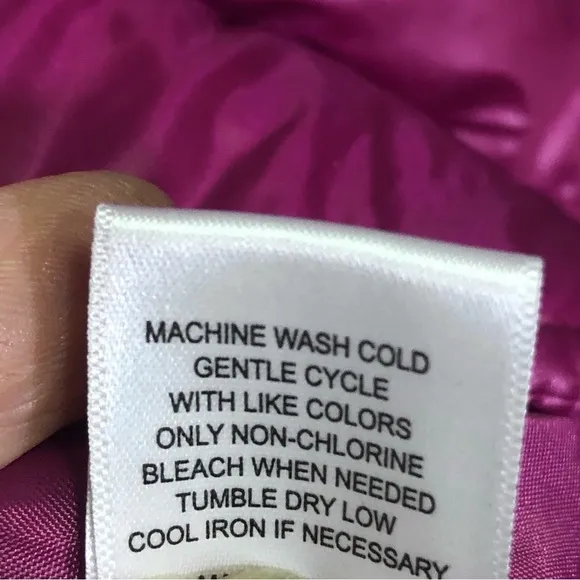 MACHINE WASH COLD
GENTLE CYCLE
WITH LIKE COLORS
ONLY NON-CHLORINE
BLEACH WHEN NEEDED
TUMBLE DRY LOW
COOL IRON IF NECESSARY